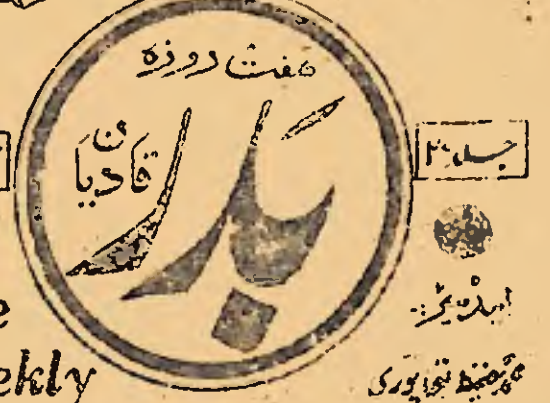 ہفت روزہ
بدر
قادیان
جلد ۲۰
ایڈیٹر:-
محمد حفیظ بقاپوری
ekly